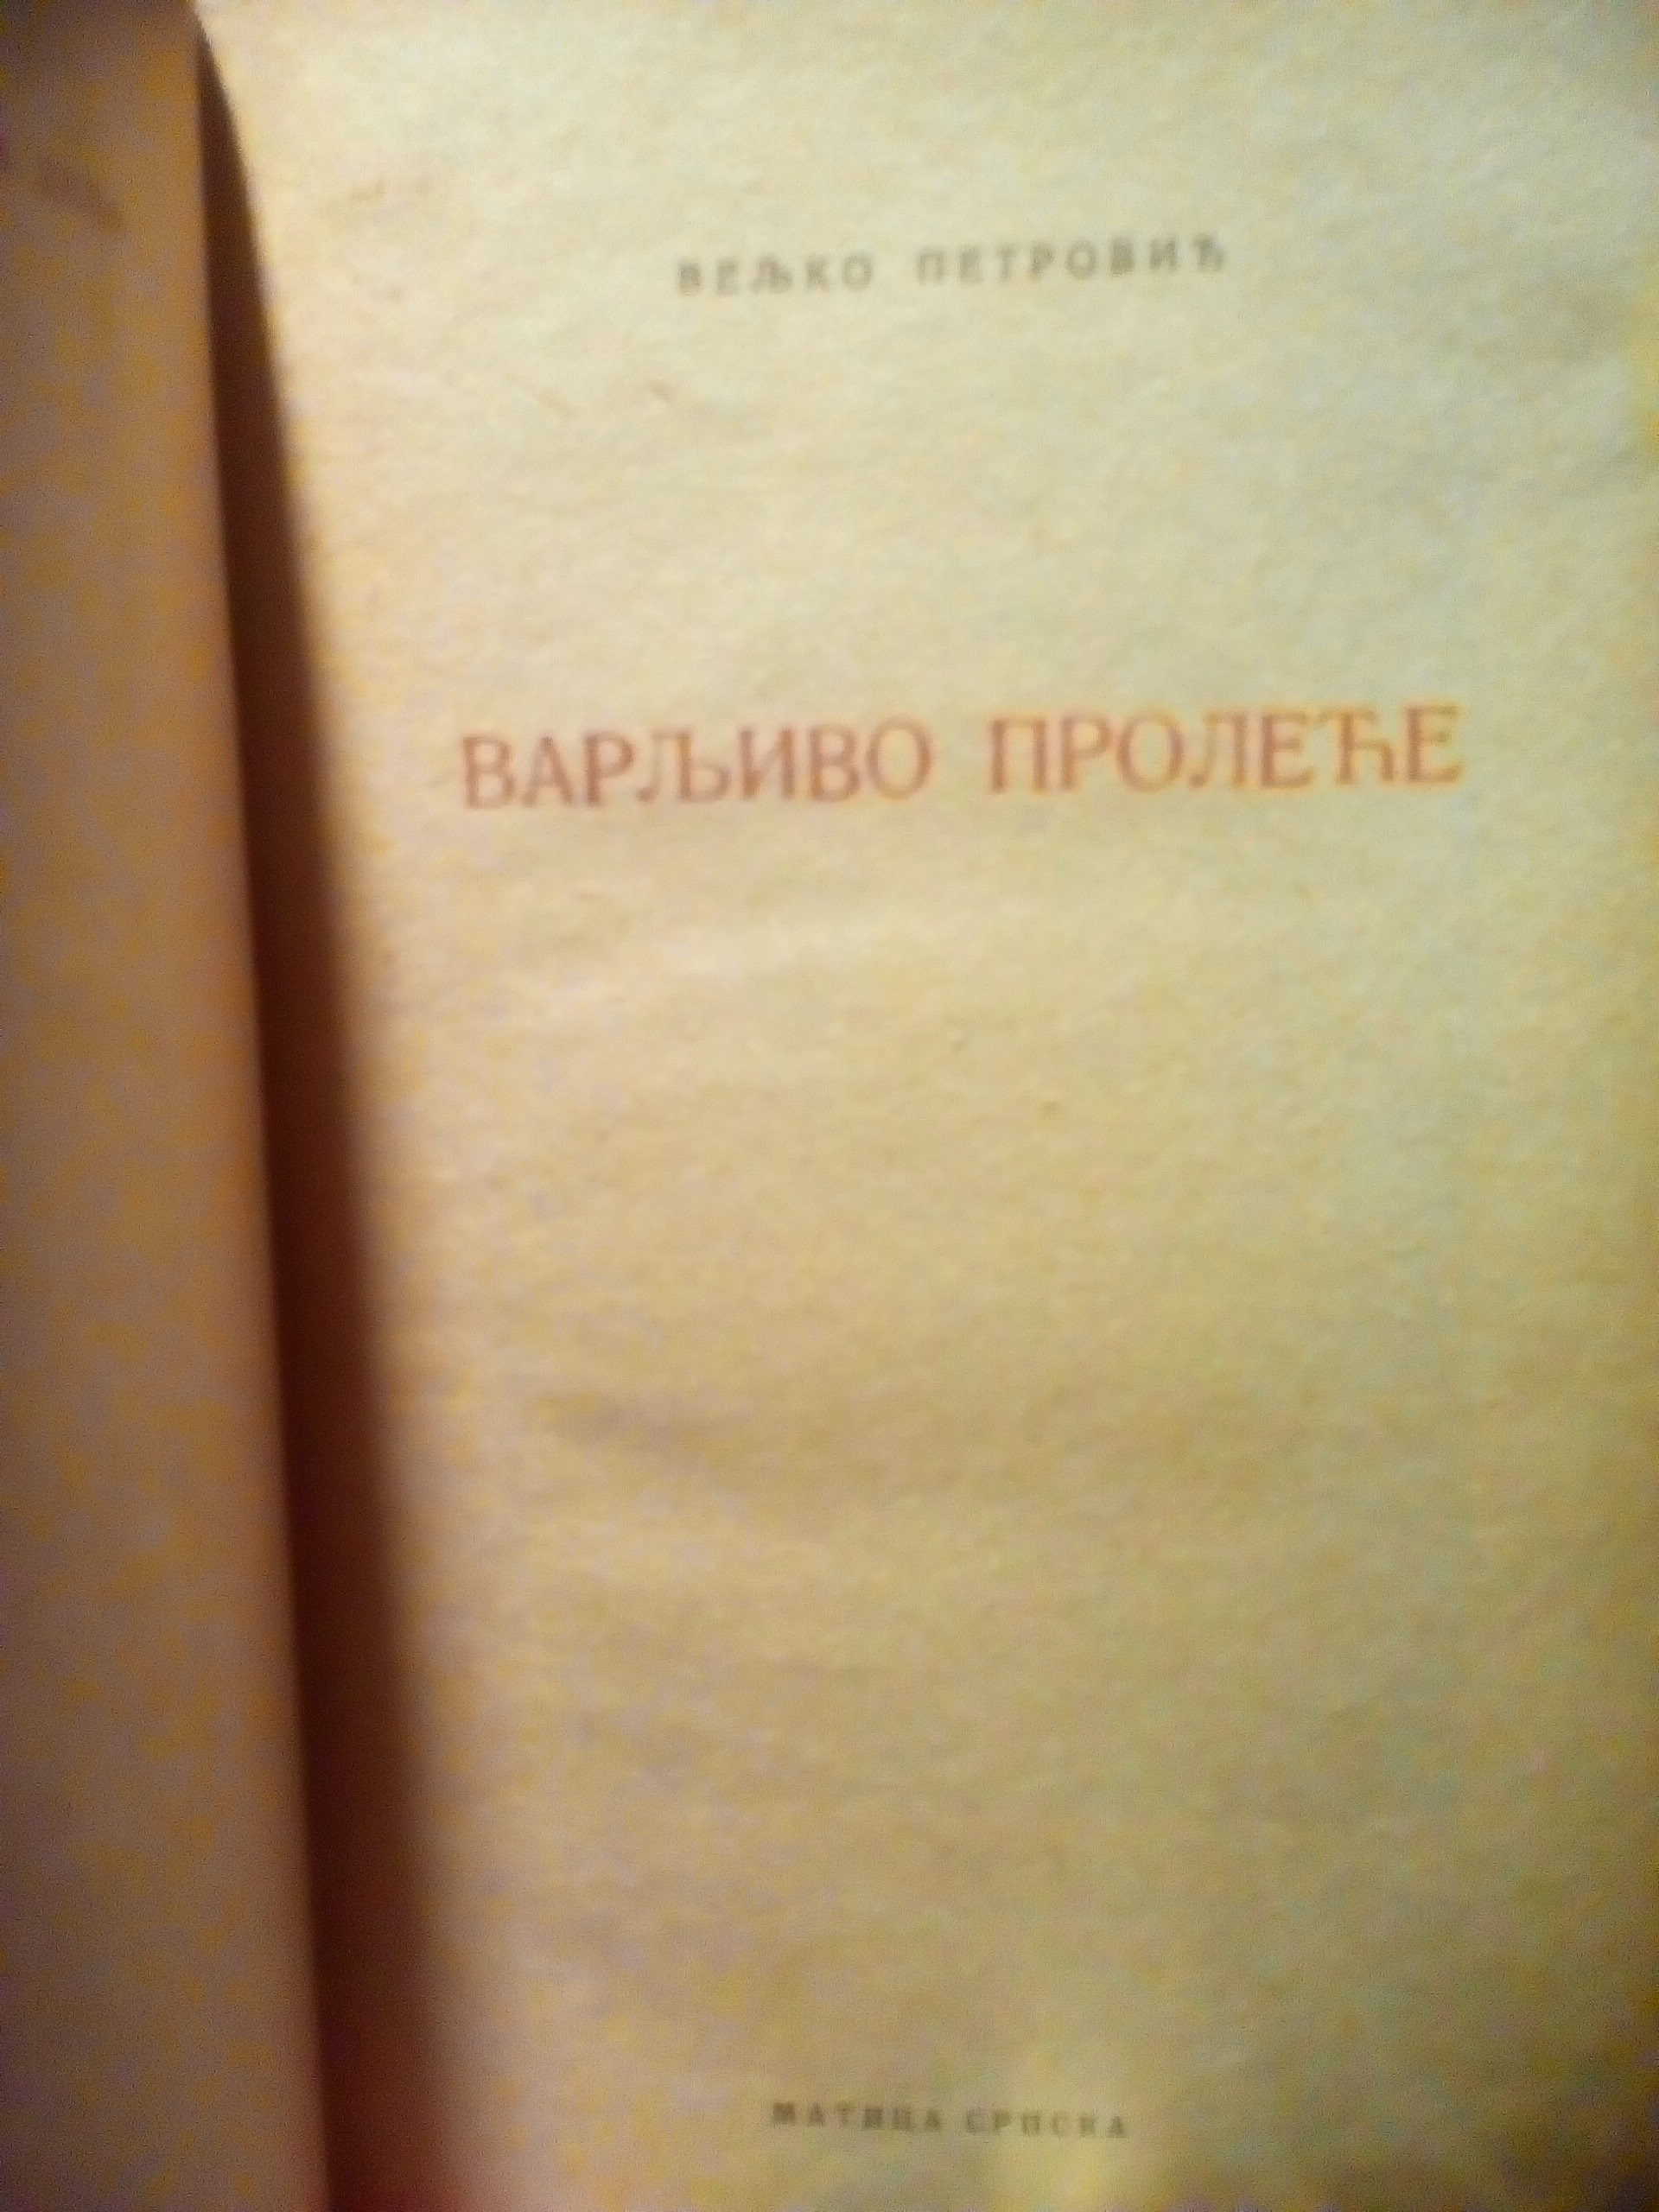 ВЕЉКО ПЕТРОВИЋ
ВАРЉИВО ПРОЛЕЋЕ
МАТИЦА СРПСКА